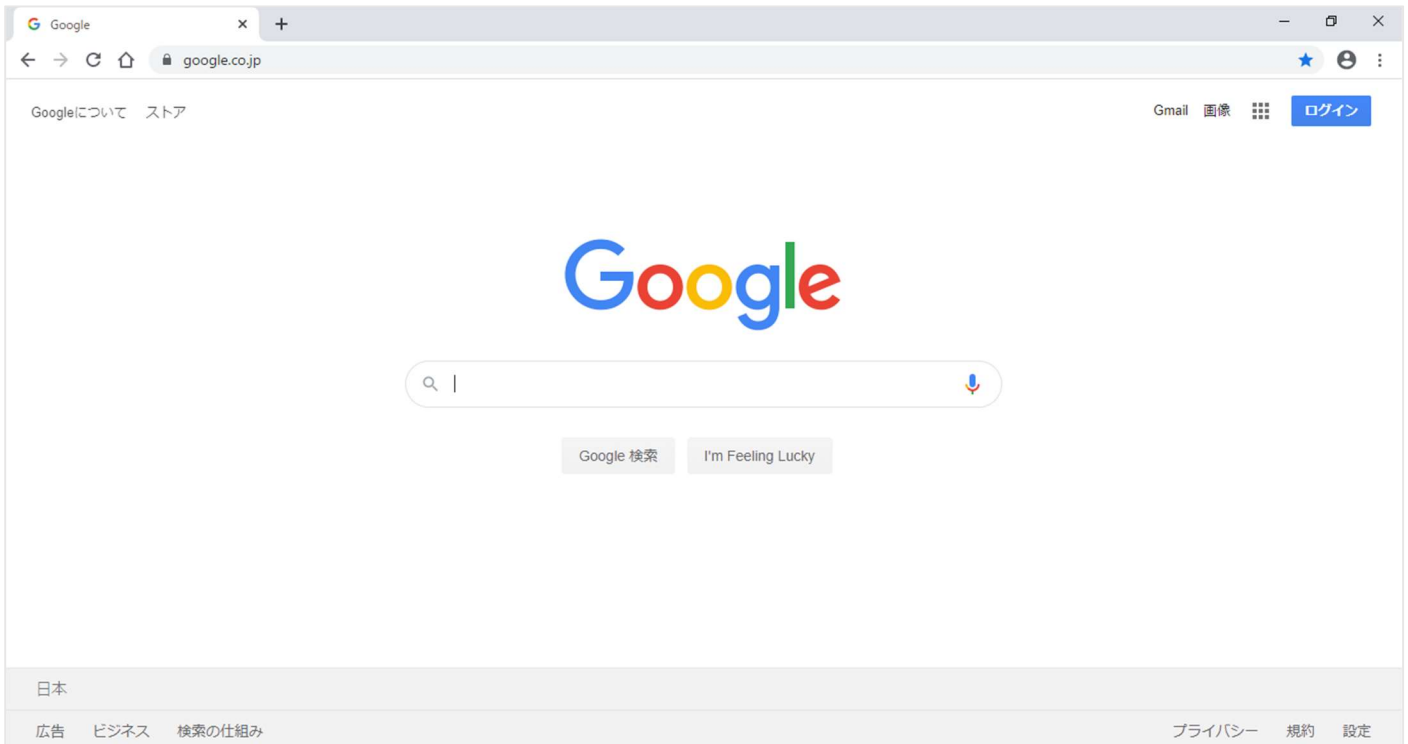 Google
google.co.jp
Googleについて ストア
Gmail 画像 ログイン
Google
Google 検索 I'm Feeling Lucky
日本
広告 ビジネス 検索の仕組み プライバシー 規約 設定